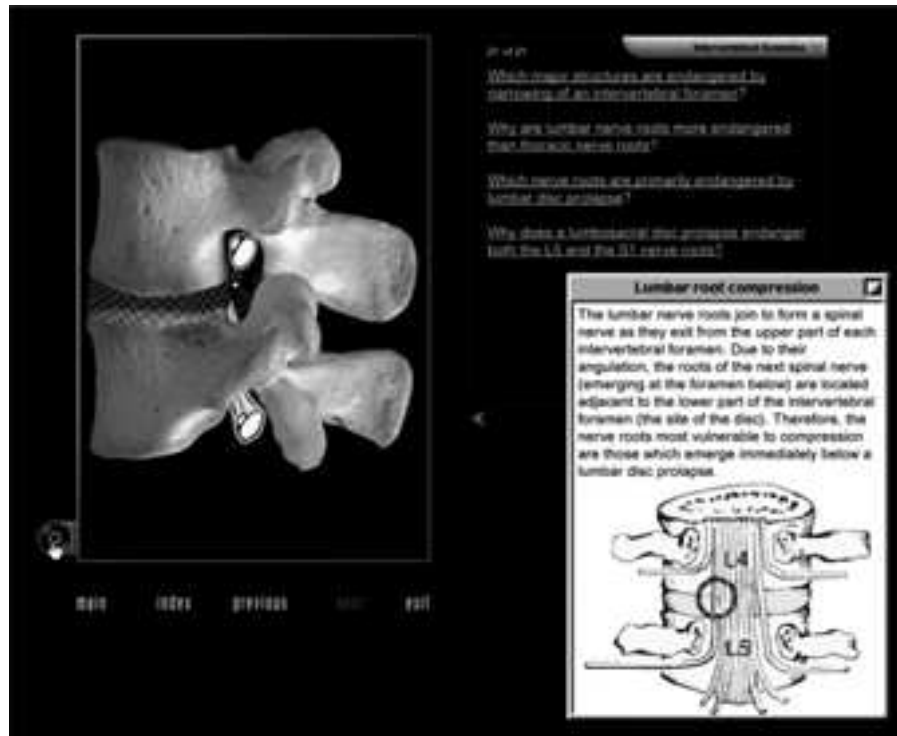 21 of 21
Intervertebral foramina
Which major structures are endangered by
narrowing of an intervertebral foramen?
Why are lumbar nerve roots more endangered
than thoracic nerve roots?
Which nerve roots are primarily endangered by
lumbar disc prolapse?
Why does a lumbosacral disc prolapse endanger
both the L5 and the S1 nerve roots?
Lumbar root compression
The lumbar nerve roots join to form a spinal
nerve as they exit from the upper part of each
intervertebral foramen. Due to their
angulation, the roots of the next spinal nerve
(emerging at the foramen below) are located
adjacent to the lower part of the intervertebral
foramen (the site of the disc). Therefore, the
nerve roots most vulnerable to compression
are those which emerge immediately below a
lumbar disc prolapse.
L4
L5
main index previous next exit